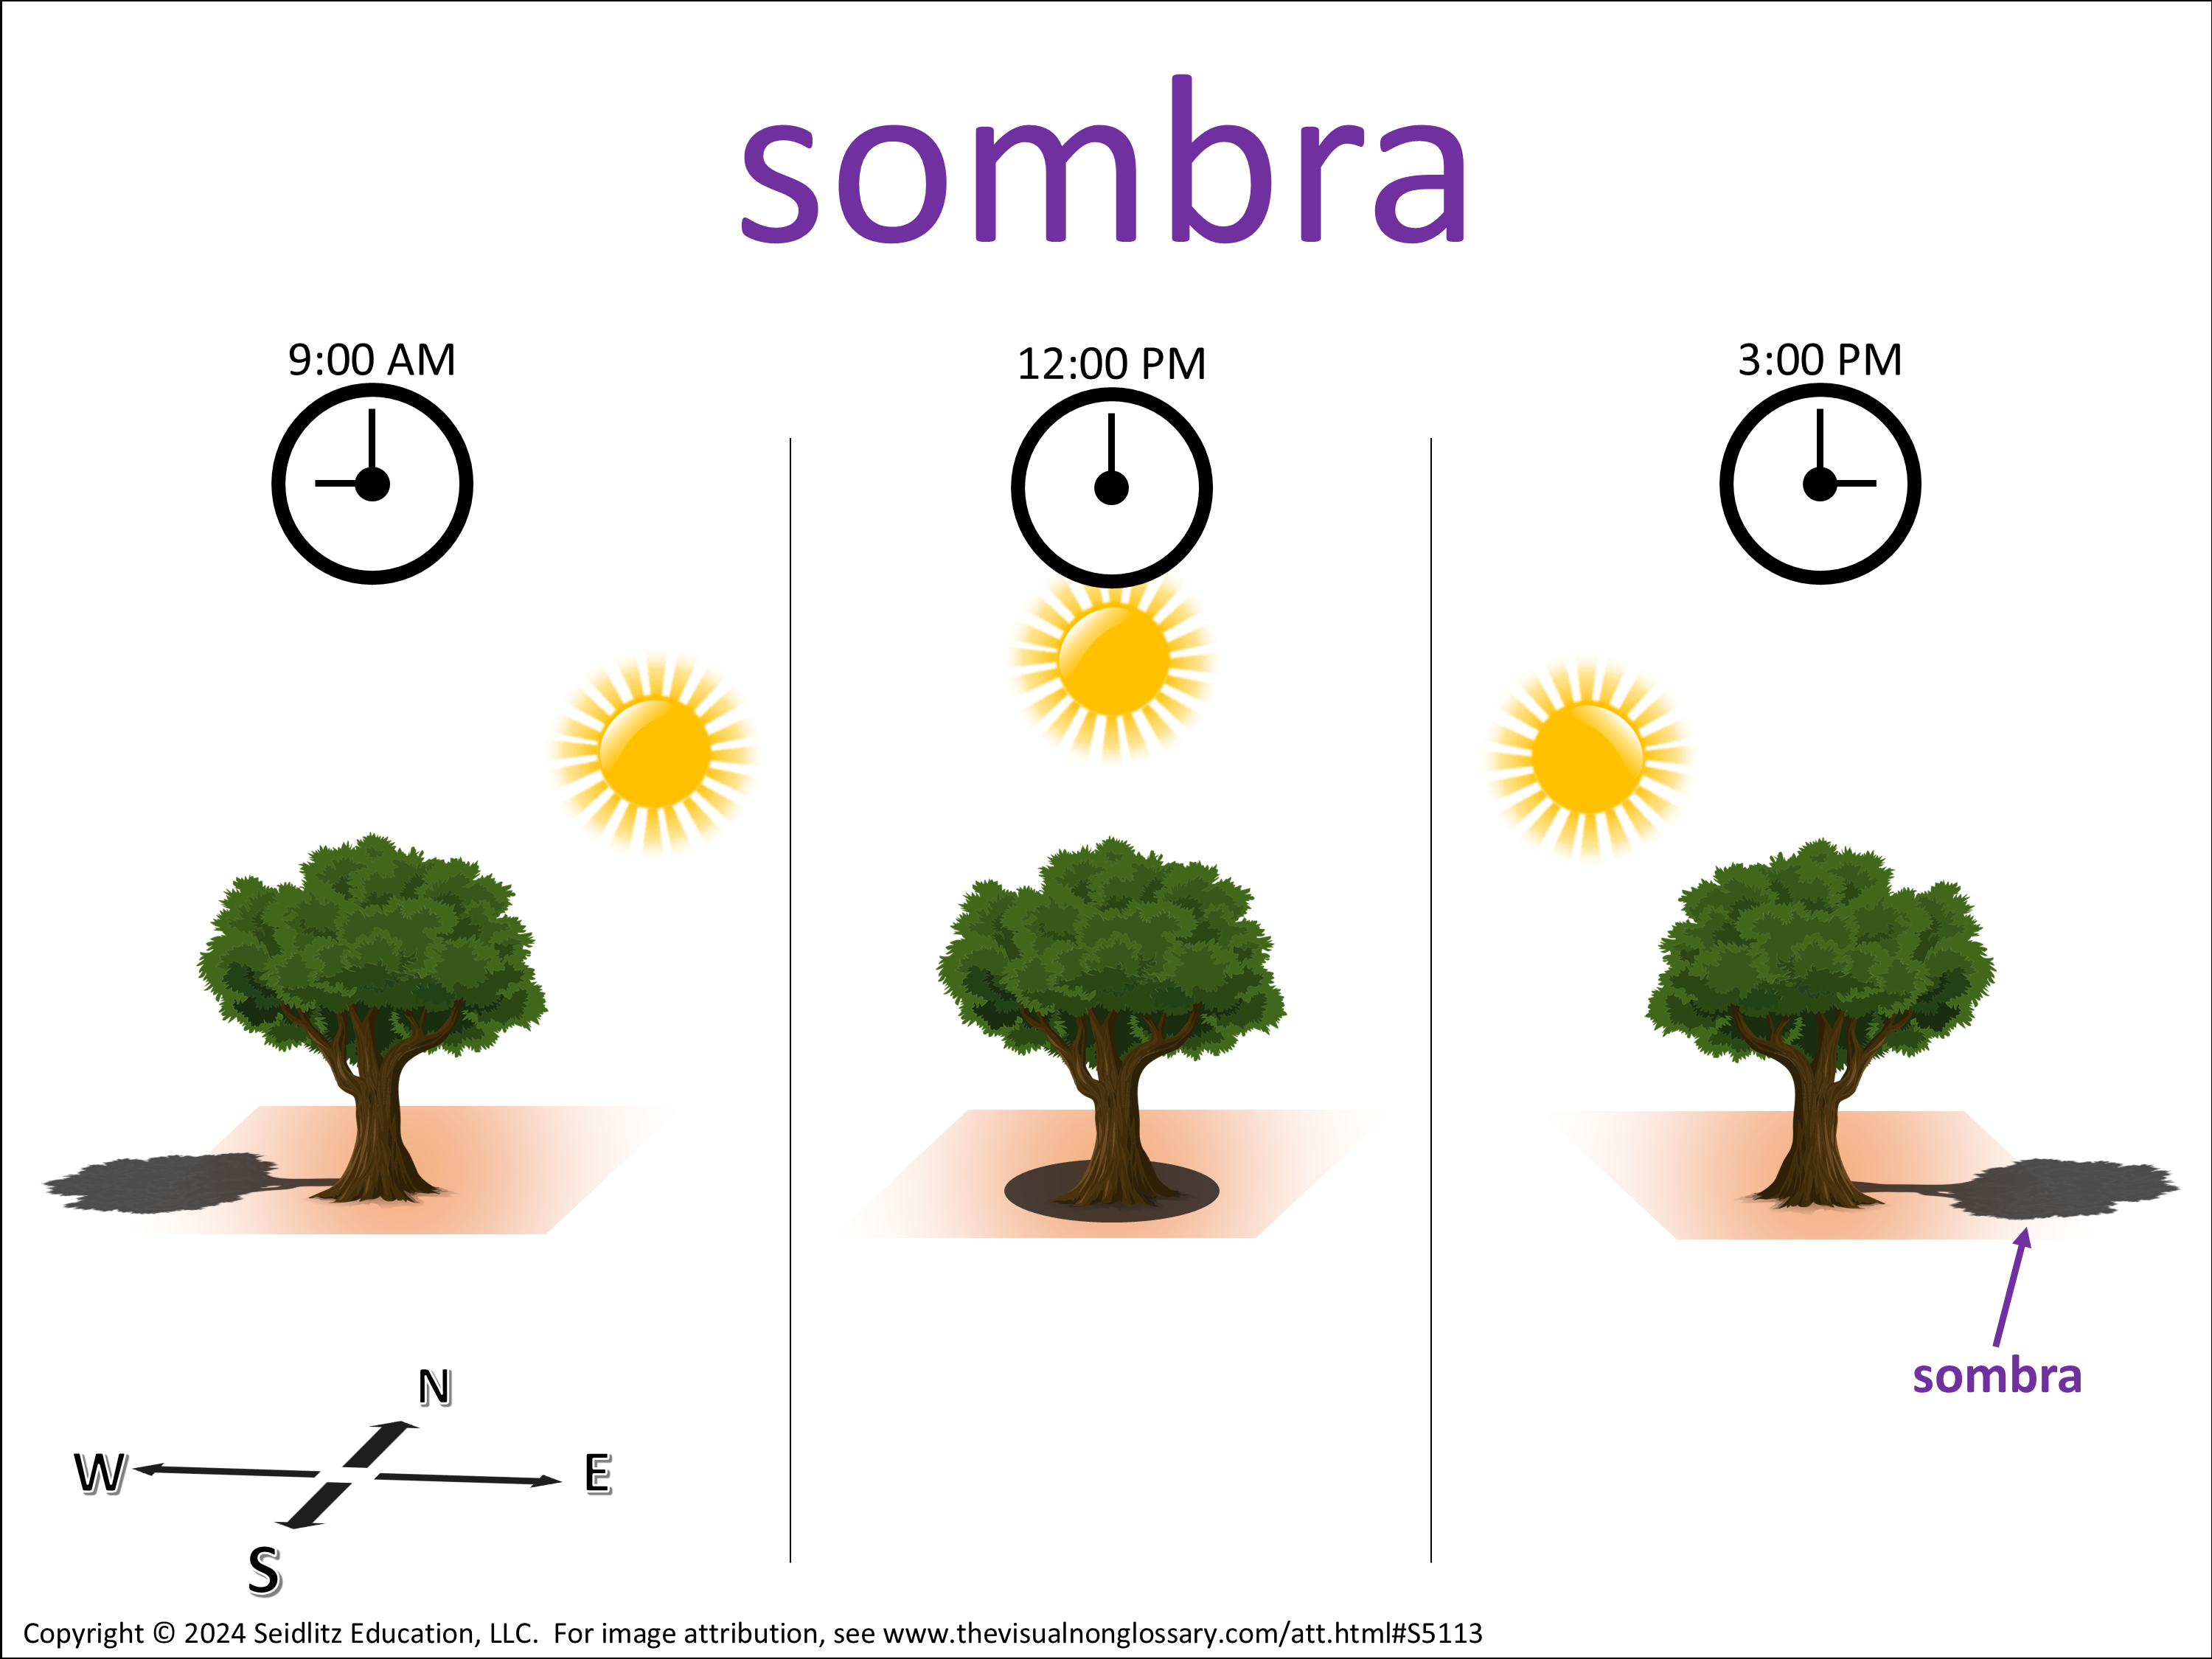 sombra
9:00 AM
12:00 PM
3:00 PM
sombra
N
W
E
S
Copyright © 2024 Seidlitz Education, LLC.  For image attribution, see www.thevisualnonglossary.com/att.html#S5113